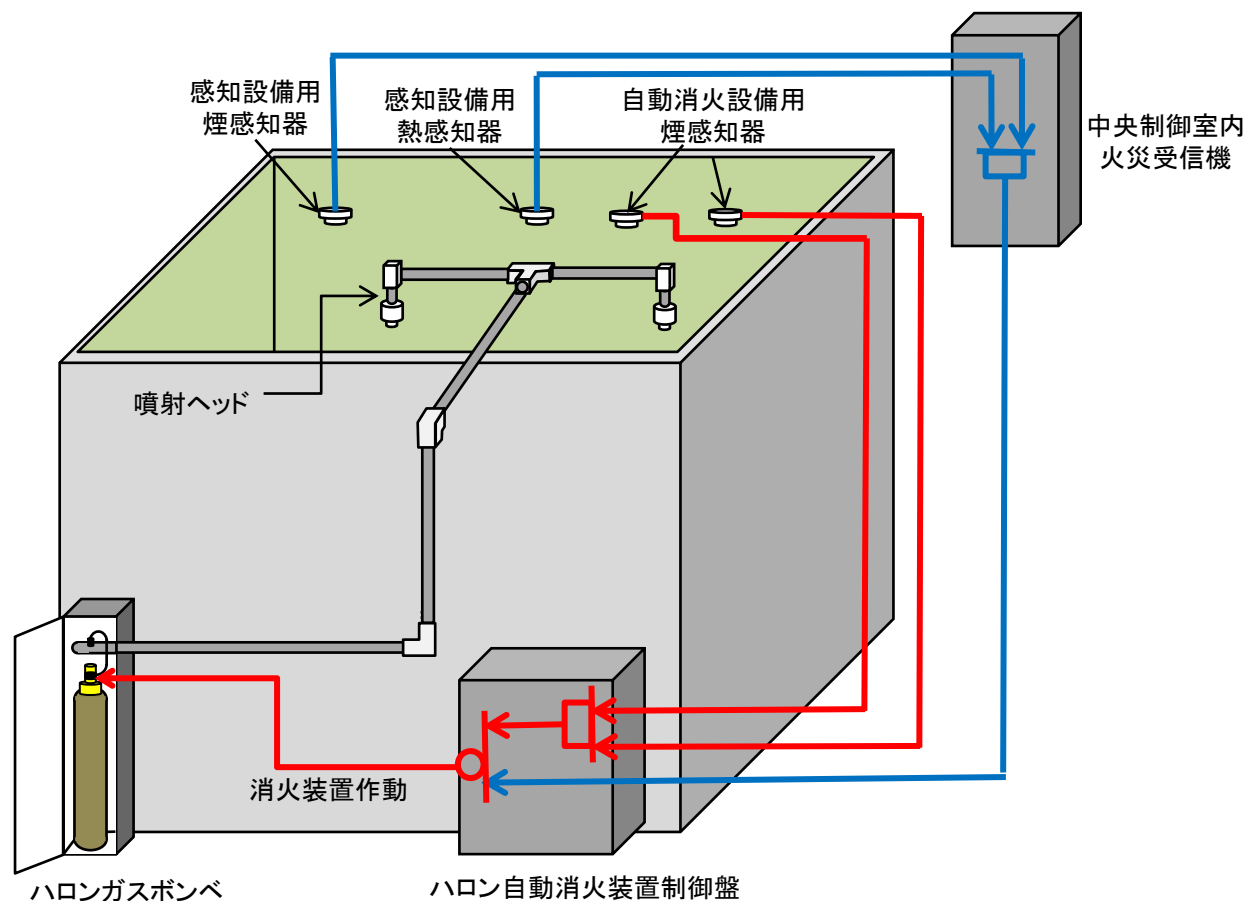 感知設備用
煙感知器
感知設備用
熱感知器
自動消火設備用
煙感知器
中央制御室内
火災受信機
噴射ヘッド
消火装置作動
ハロンガスボンベ
ハロン自動消火装置制御盤